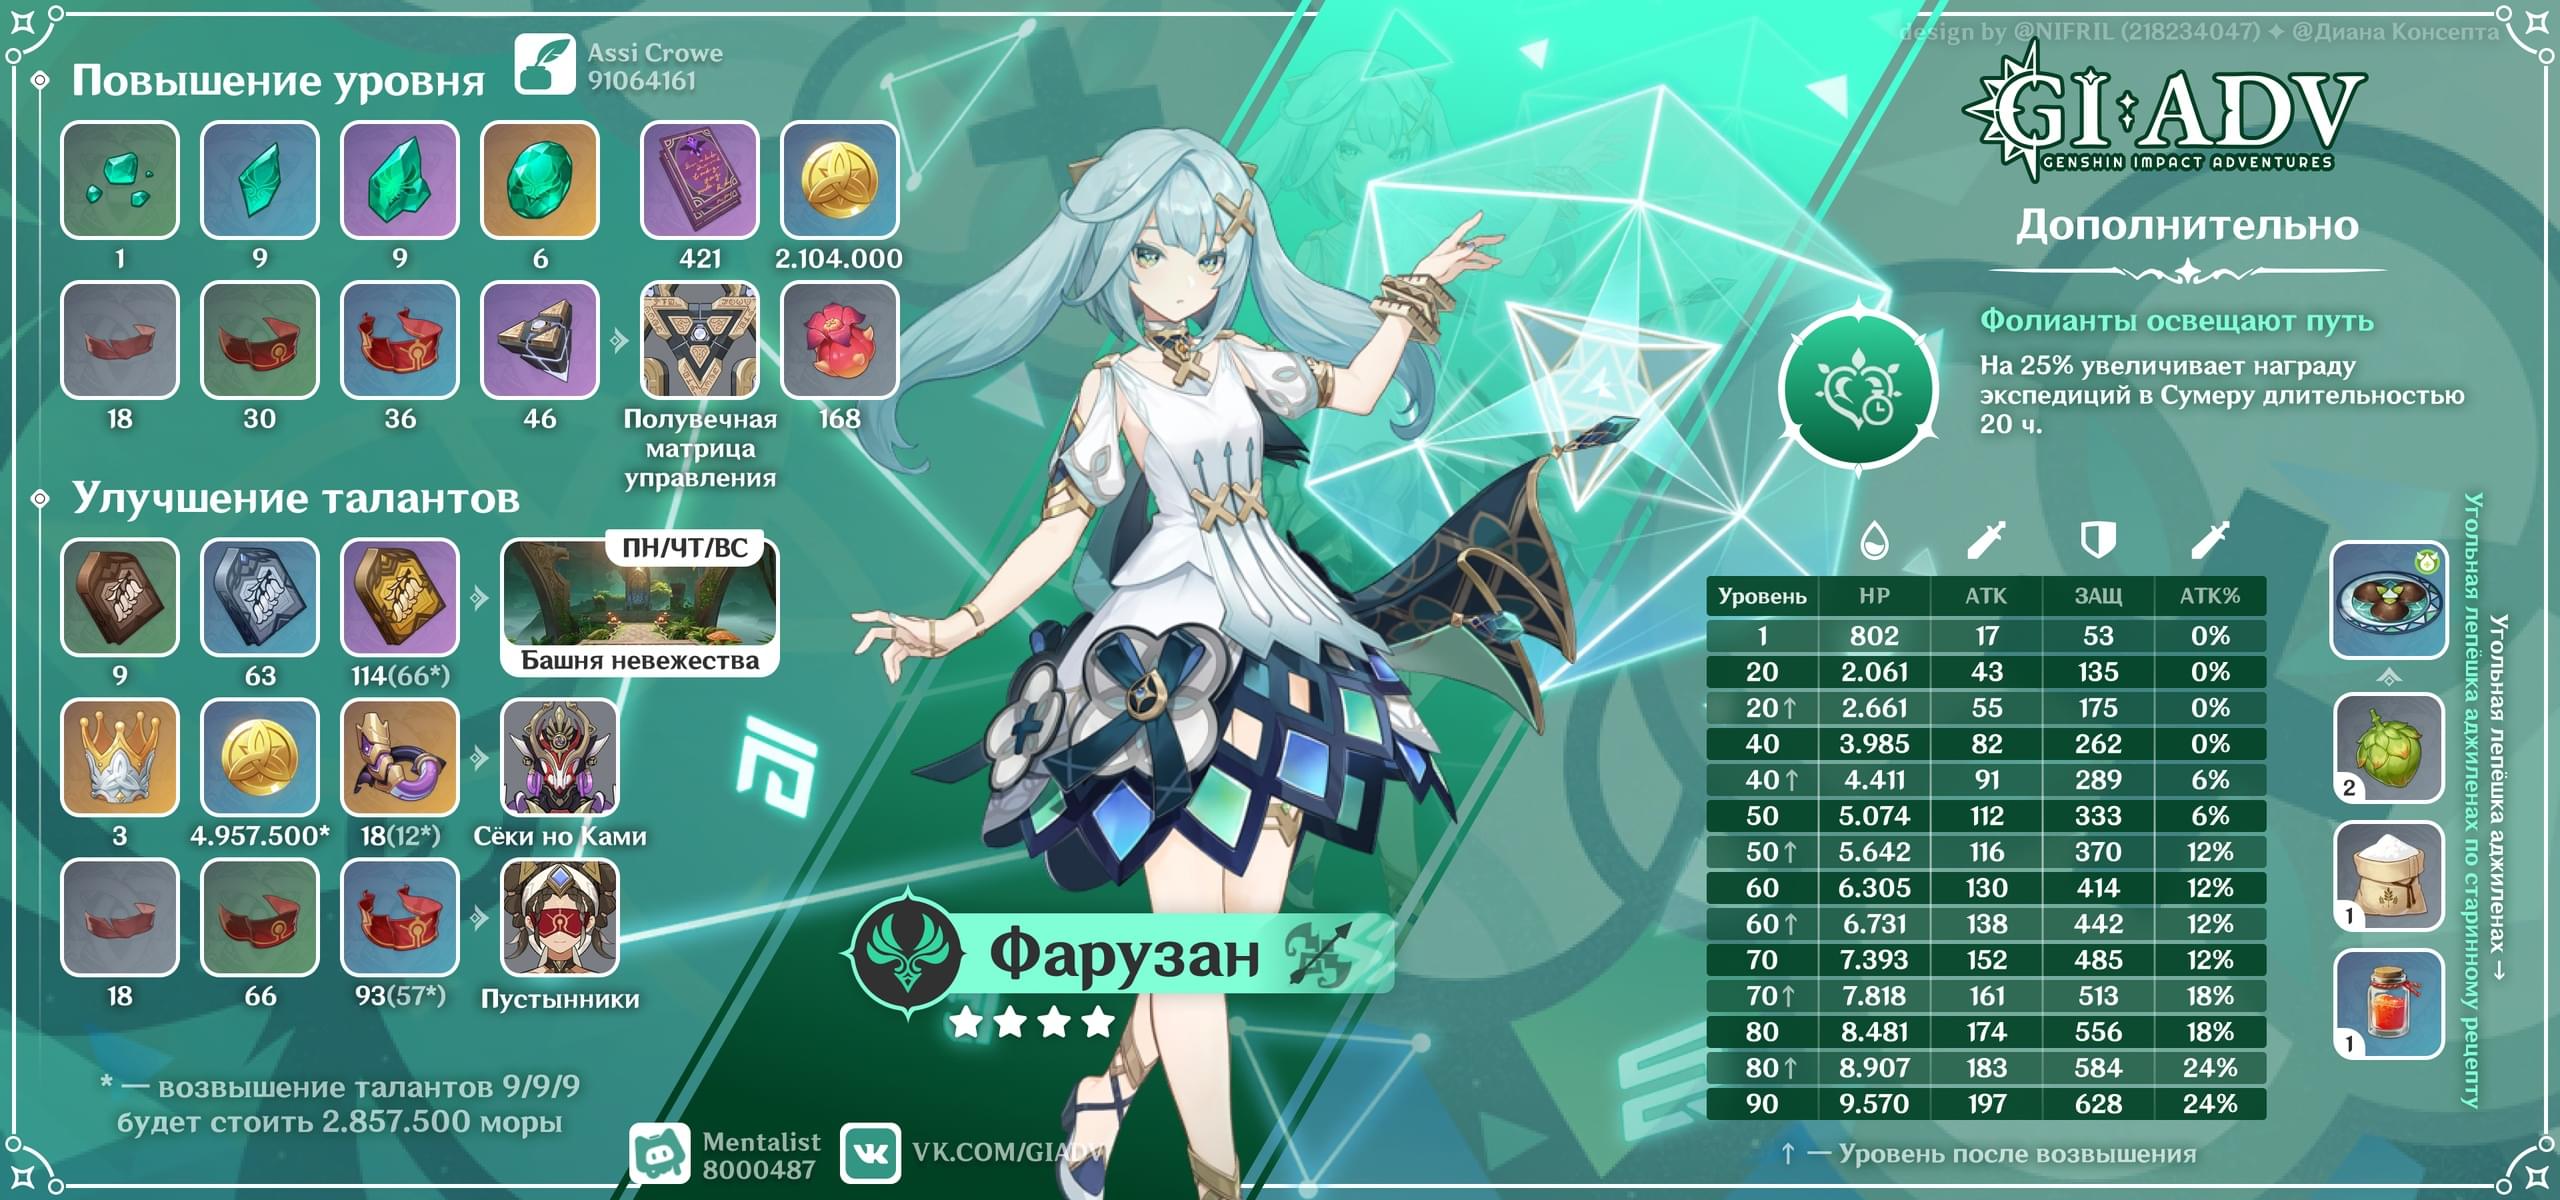 design by @NIFRIL (218234047) ✦ @Диана Консепта
Повышение уровня
Assi Crowe
91064161
1
9
9
6
421
2.104.000
18
30
36
46
Полувечная
матрица
управления
168
Улучшение талантов
9
63
114(66*)
ПН/ЧТ/ВС
Башня невежества
3
4.957.500*
18(12*)
Сёки но Ками
18
66
93(57*)
Пустынники
* — возвышение талантов 9/9/9
будет стоить 2.857.500 моры
Фарузан
Mentalist
8000487
VK.COM/GIADV
GI ADV
GENSHIN IMPACT ADVENTURES
Дополнительно
Фолианты освещают путь
На 25% увеличивает награду
экспедиций в Сумеру длительностью
20 ч.
Уровень HP АТК ЗАЩ АТК%
1 802 17 53 0%
20 2.061 43 135 0%
20↑ 2.661 55 175 0%
40 3.985 82 262 0%
40↑ 4.411 91 289 6%
50 5.074 112 333 6%
50↑ 5.642 116 370 12%
60 6.305 130 414 12%
60↑ 6.731 138 442 12%
70 7.393 152 485 12%
70↑ 7.818 161 513 18%
80 8.481 174 556 18%
80↑ 8.907 183 584 24%
90 9.570 197 628 24%
↑ — Уровень после возвышения
2
1
1
Угольная лепёшка аджиленах →
Угольная лепёшка аджиленах по старинному рецепту